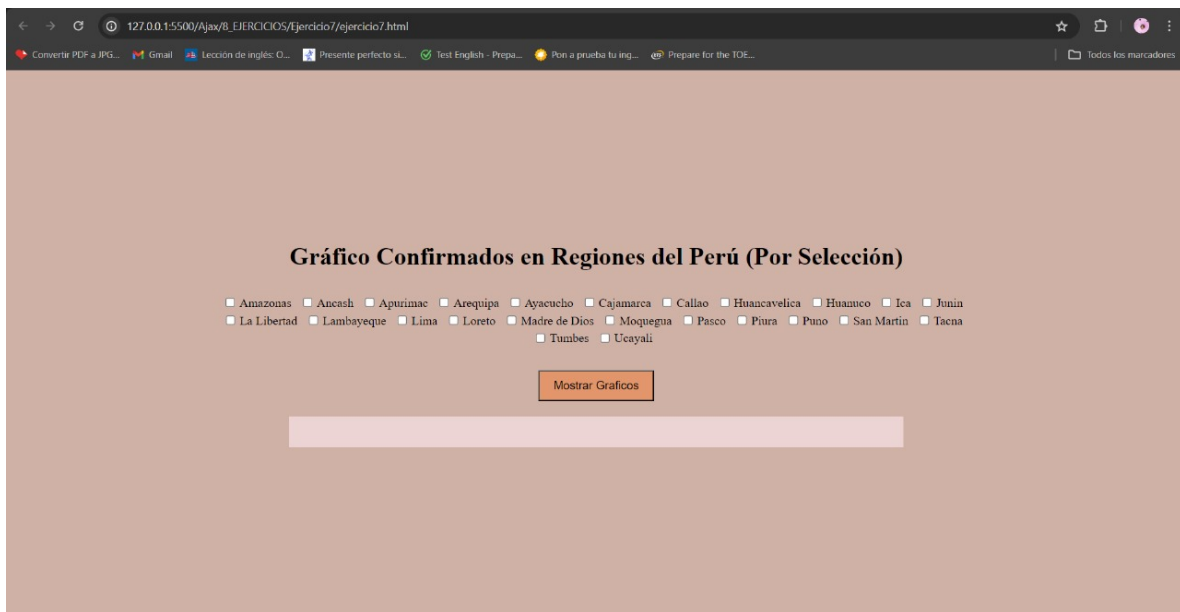 127.0.0.1:5500/Ajax/8_EJERCICIOS/Ejercicio7/ejercicio7.html
Convertir PDF a JPG... Gmail Lección de inglés: O... Presente perfecto si... Test English - Prepa... Pon a prueba tu ing... Prepare for the TOE... Todos los marcadores
Gráfico Confirmados en Regiones del Perú (Por Selección)
Amazonas Ancash Apurimac Arequipa Ayacucho Cajamarca Callao Huancavelica Huanuco Ica Junin
La Libertad Lambayeque Lima Loreto Madre de Dios Moquegua Pasco Piura Puno San Martin Tacna
Tumbes Ucayali
Mostrar Graficos